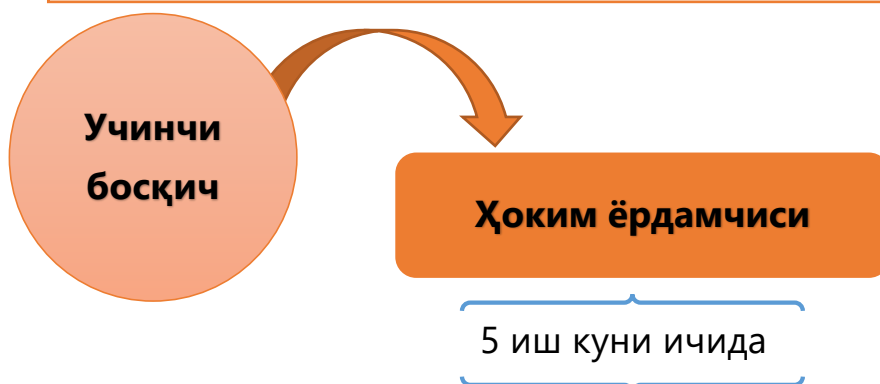 Учинчи
босқич
Ҳоким ёрдамчиси
5 иш куни ичида